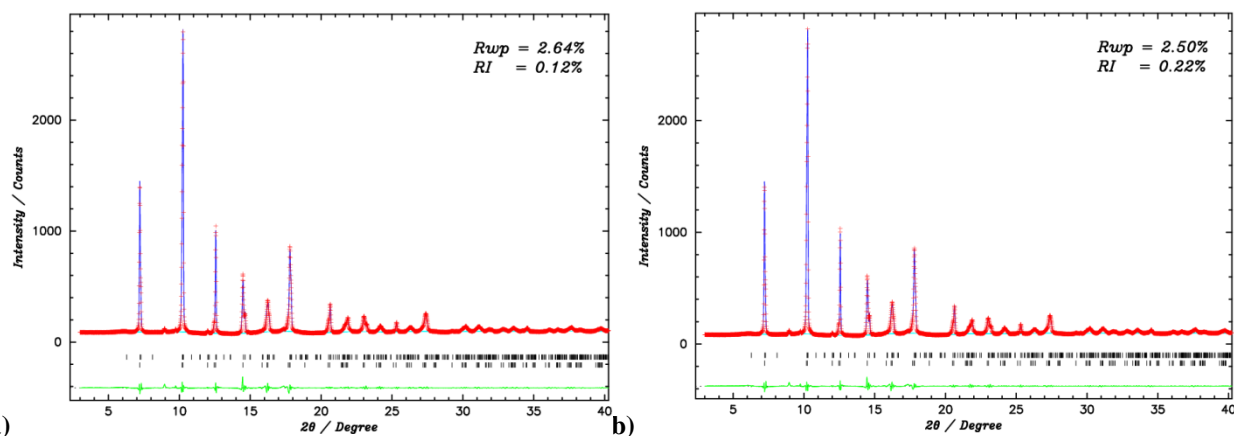 Rwp = 2.64%
RI = 0.12%
2000
1000
0
Intensity / Counts
5 10 15 20 25 30 35 40
2θ / Degree
)
Rwp = 2.50%
RI = 0.22%
2000
1000
0
Intensity / Counts
5 10 15 20 25 30 35 40
2θ / Degree
b)